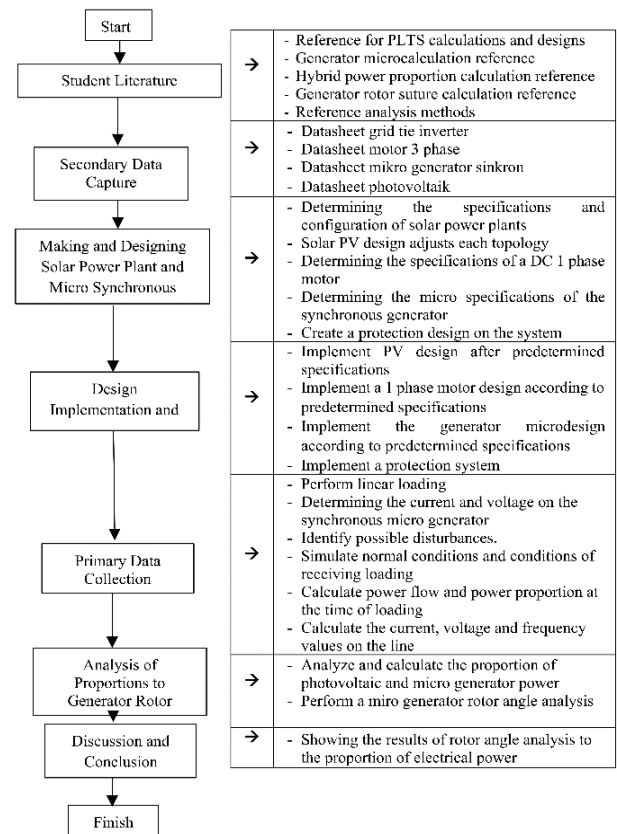 Start
Student Literature
→
- Reference for PLTS calculations and designs
- Generator microcalculation reference
- Hybrid power proportion calculation reference
- Generator rotor suture calculation reference
- Reference analysis methods
Secondary Data
Capture
→
- Datasheet grid tie inverter
- Datasheet motor 3 phase
- Datasheet mikro generator sinkron
- Datasheet photovoltaik
Making and Designing
Solar Power Plant and
Micro Synchronous
→
- Determining the specifications and
configuration of solar power plants
- Solar PV design adjusts each topology
- Determining the specifications of a DC 1 phase
motor
- Determining the micro specifications of the
synchronous generator
- Create a protection design on the system
Design
Implementation and
→
- Implement PV design after predetermined
specifications
- Implement a 1 phase motor design according to
predetermined specifications
- Implement the generator microdesign
according to predetermined specifications
- Implement a protection system
Primary Data
Collection
→
- Perform linear loading
- Determining the current and voltage on the
synchronous micro generator
- Identify possible disturbances.
- Simulate normal conditions and conditions of
receiving loading
- Calculate power flow and power proportion at
the time of loading
- Calculate the current, voltage and frequency
values on the line
Analysis of
Proportions to
Generator Rotor
→
- Analyze and calculate the proportion of
photovoltaic and micro generator power
- Perform a miro generator rotor angle analysis
Discussion and
Conclusion
→
- Showing the results of rotor angle analysis to
the proportion of electrical power
Finish